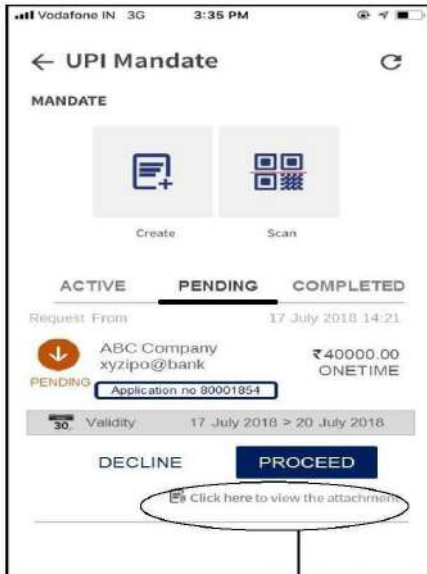 Vodafone IN 3G 3:35 PM
UPI Mandate
MANDATE
Create Scan
ACTIVE PENDING COMPLETED
Request From 17 July 2018 14:21
ABC Company ₹40000.00
xyzipo@bank ONETIME
PENDING Application no 80001854
30 Validity 17 July 2018 > 20 July 2018
DECLINE PROCEED
Click here to view the attachment